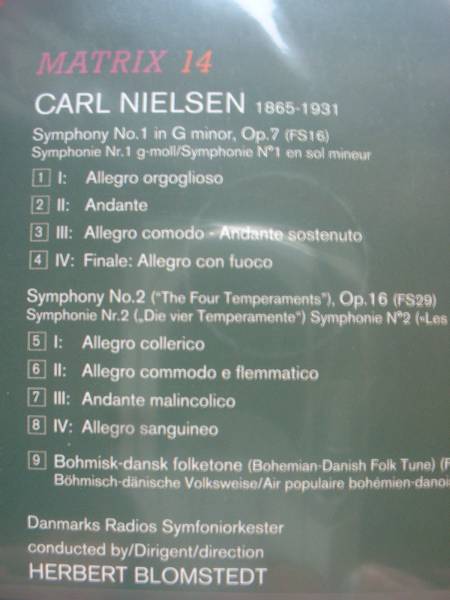 MATRIX 14
CARL NIELSEN 1865-1931
Symphony No.1 in G minor, Op.7 (FS16)
Symphonie Nr.1 g-moll/Symphonie N°1 en sol mineur
1 I: Allegro orgoglioso
2 II: Andante
3 III: Allegro comodo - Andante sostenuto
4 IV: Finale: Allegro con fuoco
Symphony No.2 ("The Four Temperaments"), Op.16 (FS29)
Symphonie Nr.2 („Die vier Temperamente") Symphonie N°2 («Les
5 I: Allegro collerico
6 II: Allegro commodo e flemmatico
7 III: Andante malincolico
8 IV: Allegro sanguineo
9 Bohmisk-dansk folketone (Bohemian-Danish Folk Tune) (F
Böhmisch-dänische Volksweise/Air populaire bohémien-danoi
Danmarks Radios Symfoniorkester
conducted by/Dirigent/direction
HERBERT BLOMSTEDT